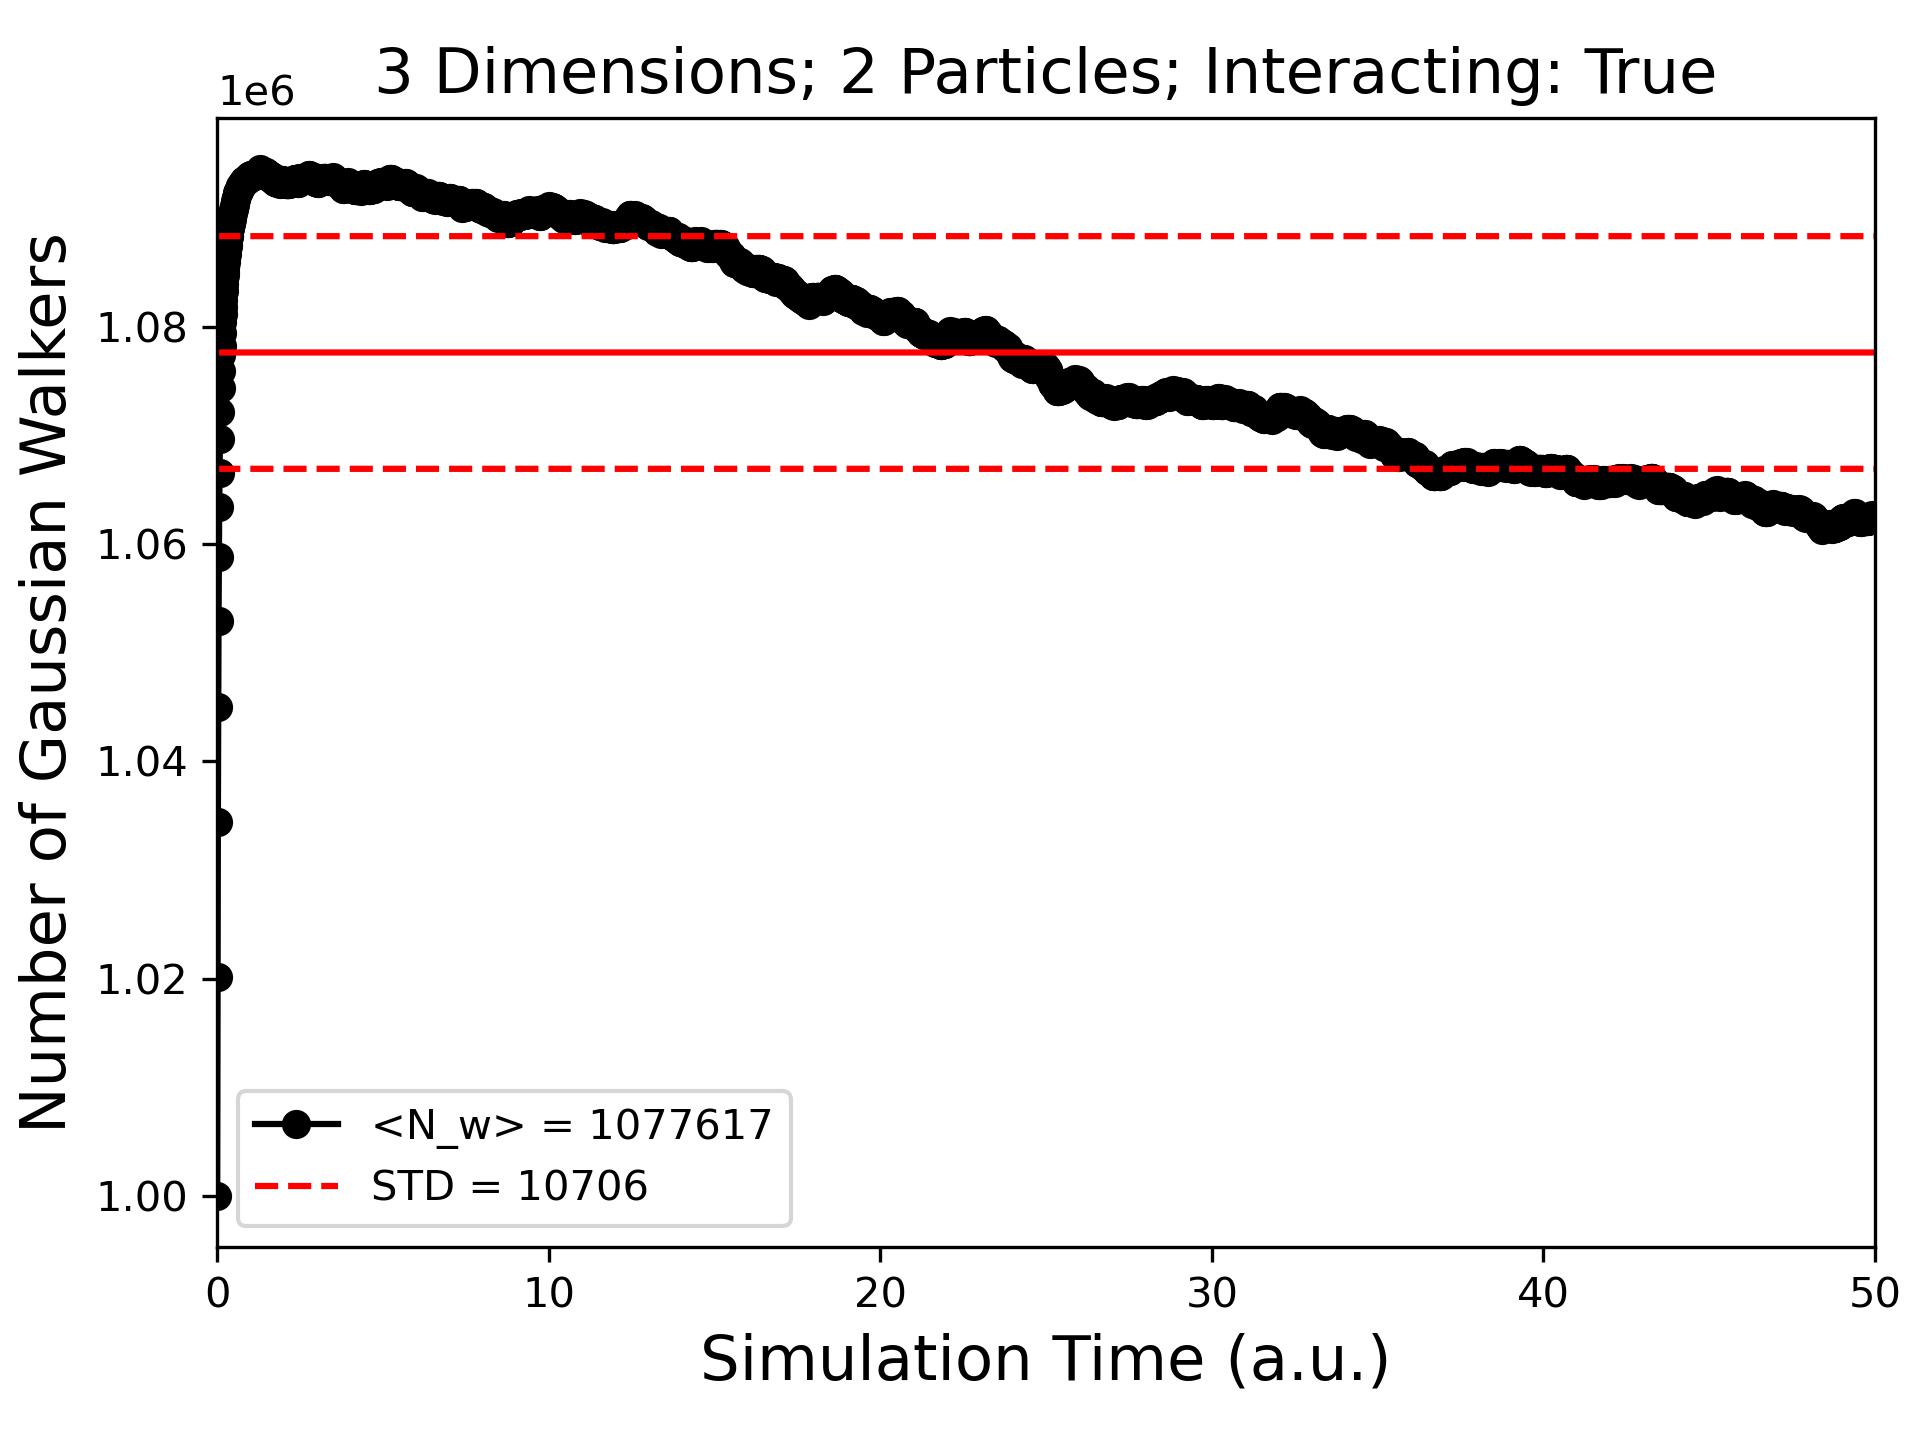 3 Dimensions; 2 Particles; Interacting: True
1e6
Number of Gaussian Walkers
1.08
1.06
1.04
1.02
1.00
<N_w> = 1077617
STD = 10706
0 10 20 30 40 50
Simulation Time (a.u.)